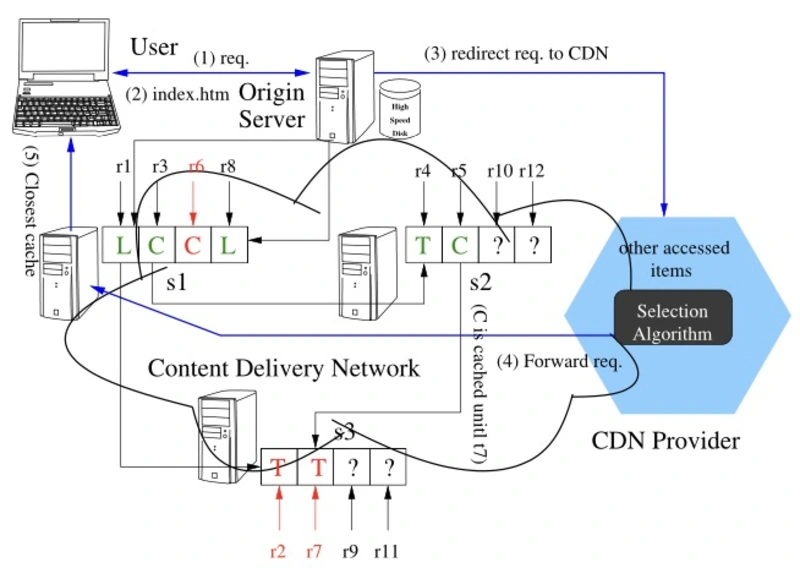 User
(1) req.
(3) redirect req. to CDN
(2) index.htm
Origin
Server
High
Speed
Disk
(5) Closest cache
r1 r3 r6 r8
r4 r5 r10 r12
L C C L
T C ? ?
s1
s2
other accessed
items
Selection
Algorithm
(C is cached unitl t7)
(4) Forward req.
Content Delivery Network
CDN Provider
s3
T T ? ?
r2 r7 r9 r11